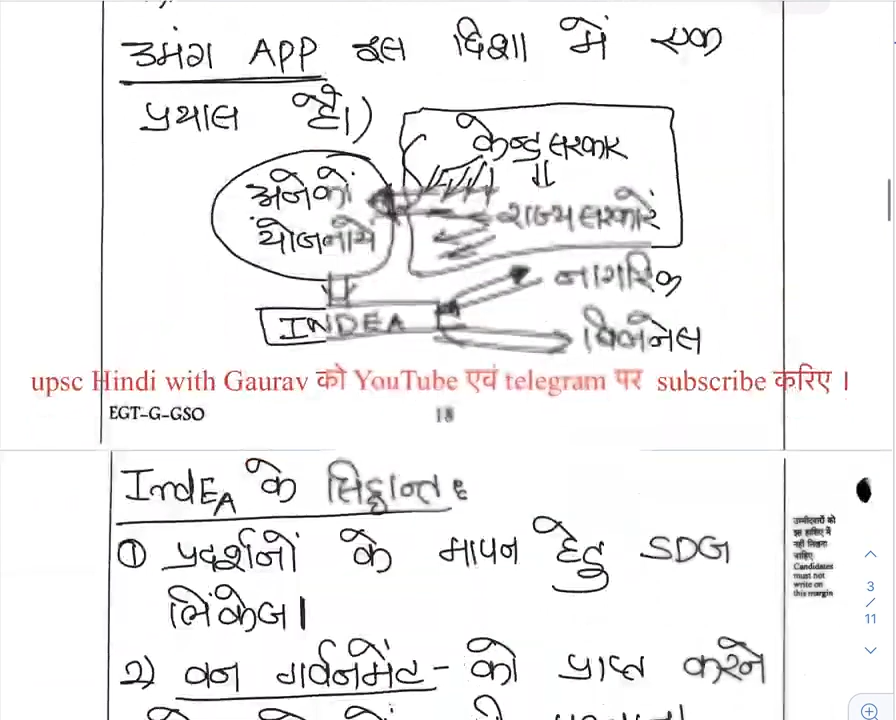 उमंग APP इस दिशा में एक
प्रयास है।)
केन्द्र सरकार
अनेकों
योजनायें
राज्य सरकारें
नागरिक
INDEA
बिजनेस
upsc Hindi with Gaurav को YouTube एवं telegram पर subscribe करिए ।
EGT-G-GSO
18
IndEA के सिद्धान्त :
① प्रदर्शनों के मापन हेतु SDG
लिंकेज।
2) वन गर्वनमेंट - को प्राप्त करने
उम्मीदवारों को
इस हाशिए में
नहीं लिखना
चाहिए
Candidates
must not
write on
this margin
3
/
11